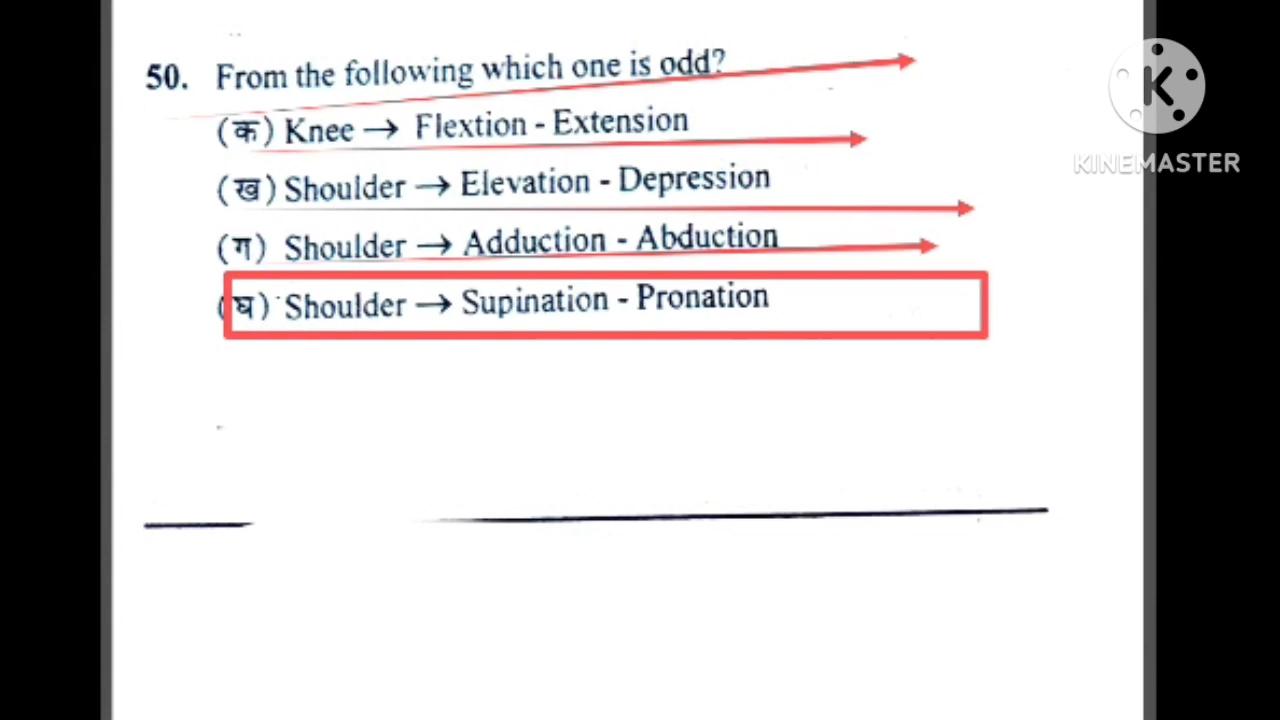 50. From the following which one is odd?
(क) Knee → Flextion - Extension
(ख) Shoulder → Elevation - Depression
(ग) Shoulder → Adduction - Abduction
(घ) Shoulder → Supination - Pronation
K
KINEMASTER